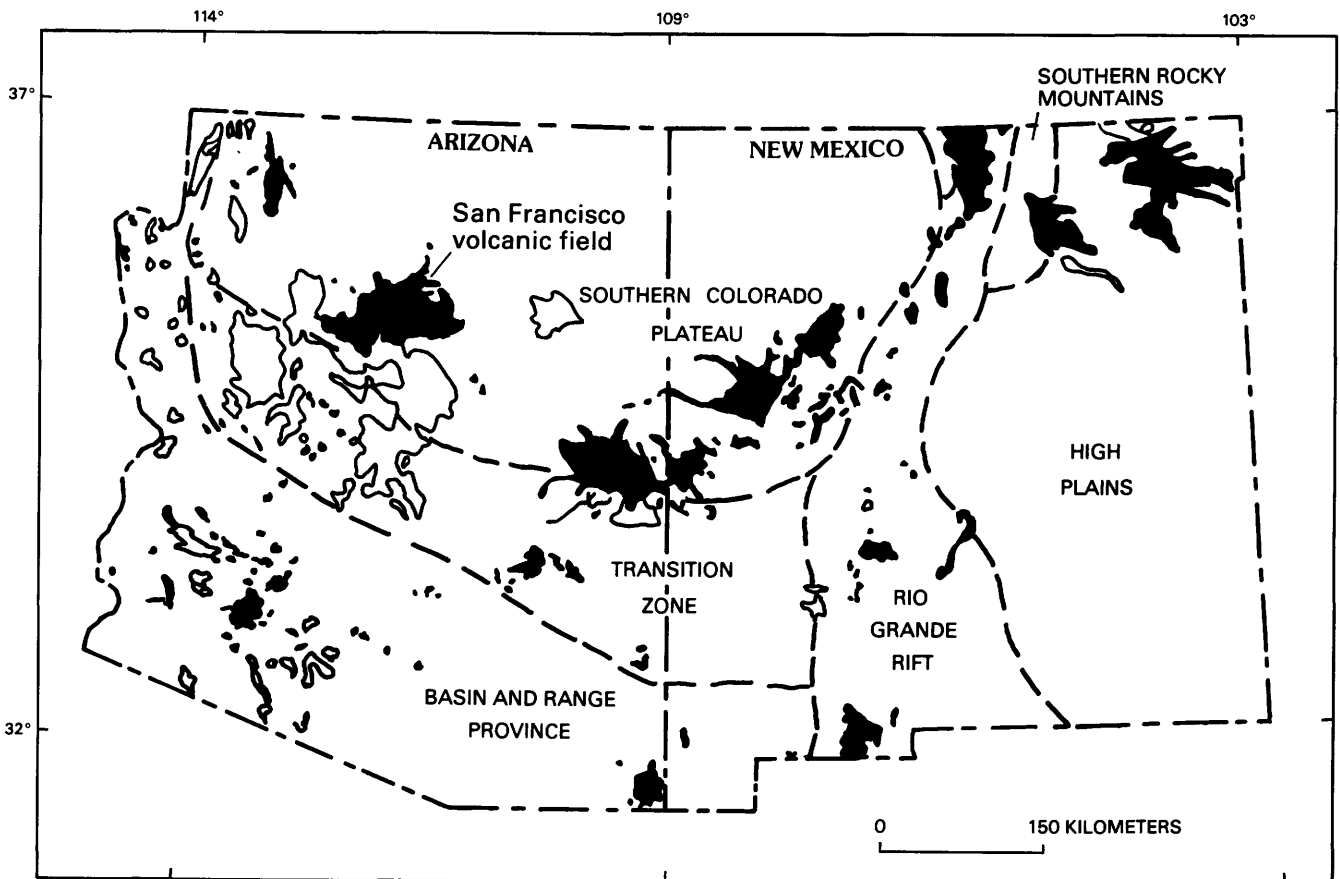 114°
109°
103°
37°
SOUTHERN ROCKY
MOUNTAINS
ARIZONA
NEW MEXICO
San Francisco
volcanic field
SOUTHERN COLORADO
PLATEAU
HIGH
PLAINS
TRANSITION
ZONE
RIO
GRANDE
RIFT
BASIN AND RANGE
PROVINCE
32°
0 150 KILOMETERS